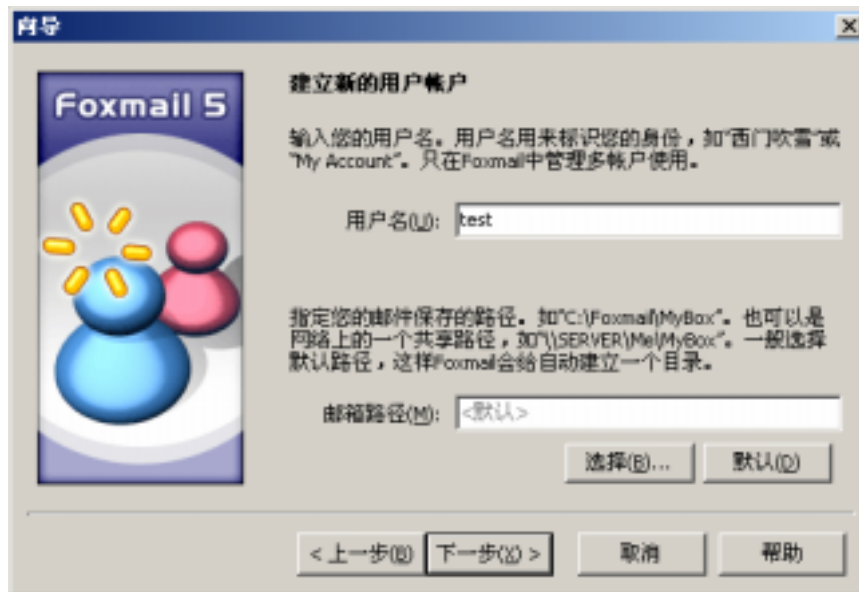 向导
Foxmail 5
建立新的用户帐户
输入您的用户名。用户名用来标识您的身份，如"西门吹雪"或
"My Account"。只在Foxmail中管理多帐户使用。
用户名(U):
test
指定您的邮件保存的路径。如"C:\Foxmail\MyBox"。也可以是
网络上的一个共享路径，如"\\SERVER\Me\MyBox"。一般选择
默认路径，这样Foxmail会给自动建立一个目录。
邮箱路径(M):
<默认>
选择(B)...
默认(D)
< 上一步(B)
下一步(X) >
取消
帮助